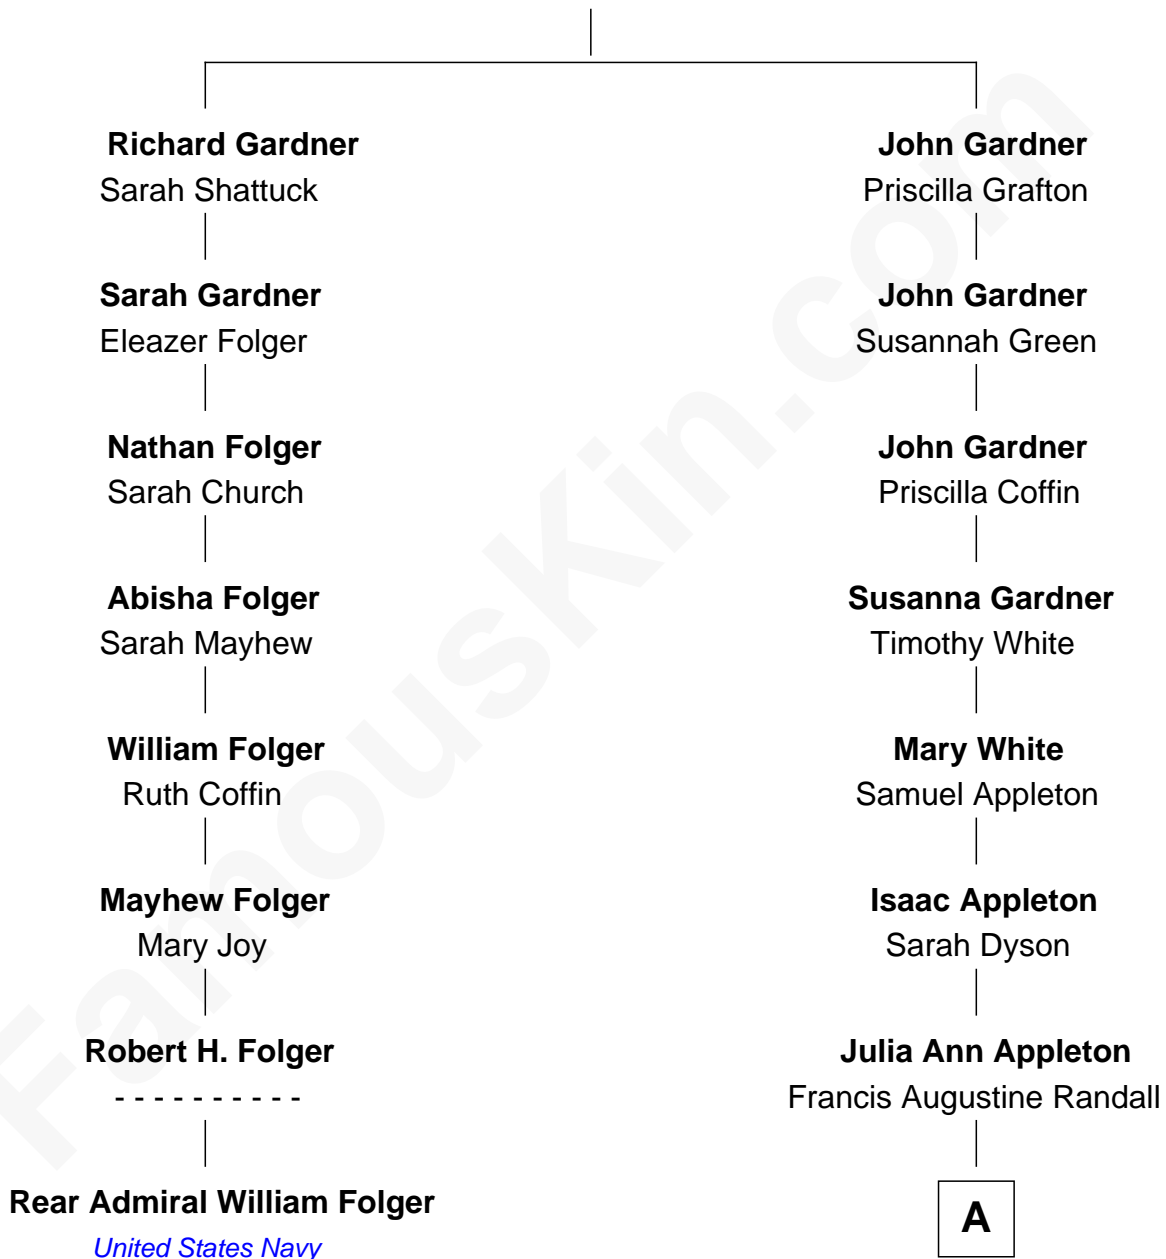 Richard Gardner
Sarah Shattuck
Sarah Gardner
Eleazer Folger
Nathan Folger
Sarah Church
Abisha Folger
Sarah Mayhew
William Folger
Ruth Coffin
Mayhew Folger
Mary Joy
Robert H. Folger
- - - - - - - - - -
Rear Admiral William Folger
United States Navy
John Gardner
Priscilla Grafton
John Gardner
Susannah Green
John Gardner
Priscilla Coffin
Susanna Gardner
Timothy White
Mary White
Samuel Appleton
Isaac Appleton
Sarah Dyson
Julia Ann Appleton
Francis Augustine Randall
A
FamousKin.com